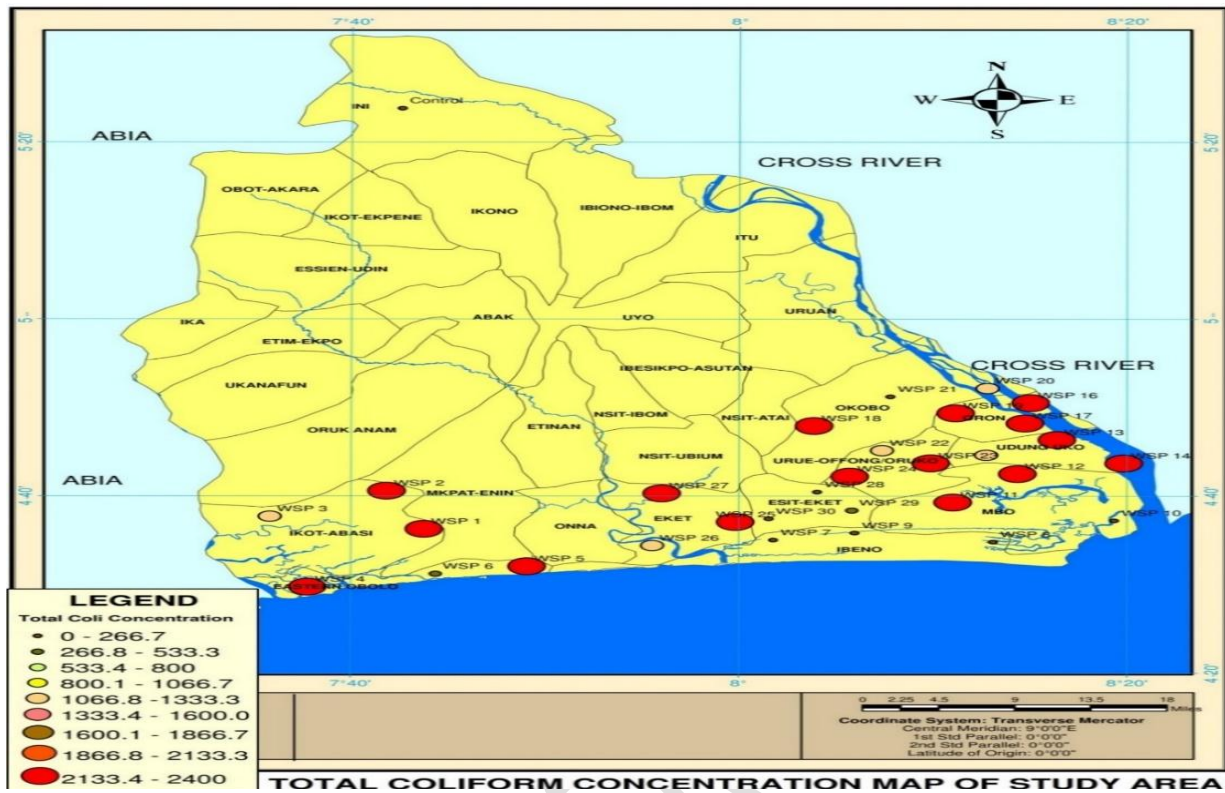 7°40' 8° 8°20'
N
W E
S
INI Control
ABIA 5°20' 5°20'
CROSS RIVER
OBOT-AKARA
IKOT-EKPENE IKONO IBIONO-IBOM
ITU
ESSIEN-UDIN
URUAN
IKA ABAK UYO 5° 5°
ETIM-EKPO
CROSS RIVER
UKANAFUN IBESIKPO-ASUTAN
WSP 20
WSP 21
WSP 16
OKOBO
NSIT-IBOM NSIT-ATAI ORON WSP 17
ORUK ANAM ETINAN WSP 18
WSP 13
UDUNG UKO
WSP 22
NSIT-UBIUM URUE-OFFONG/ORUKO WSP 23 WSP 14
WSP 24 WSP 12
ABIA 4°40' 4°40'
WSP 2 MKPAT-ENIN WSP 27 WSP 28
ESIT-EKET WSP 29 WSP 11
MBO
WSP 3 WSP 1 ONNA EKET WSP 25 WSP 30 WSP 10
IKOT-ABASI WSP 7 WSP 9
WSP 26 IBENO WSP 8
WSP 6 WSP 5
WSP 4
EASTERN OBOLO
LEGEND
Total Coli Concentration
0 - 266.7
266.8 - 533.3
533.4 - 800
800.1 - 1066.7
1066.8 -1333.3
1333.4 - 1600.0
1600.1 - 1866.7
1866.8 - 2133.3
2133.4 - 2400
4°20' 4°20'
7°40' 8° 8°20'
0 2.25 4.5 9 13.5 18
Miles
Coordinate System: Transverse Mercator
Central Meridian: 9°0'0"E
1st Std Parallel: 0°0'0"
2nd Std Parallel: 0°0'0"
Latitude of Origin: 0°0'0"
TOTAL COLIFORM CONCENTRATION MAP OF STUDY AREA